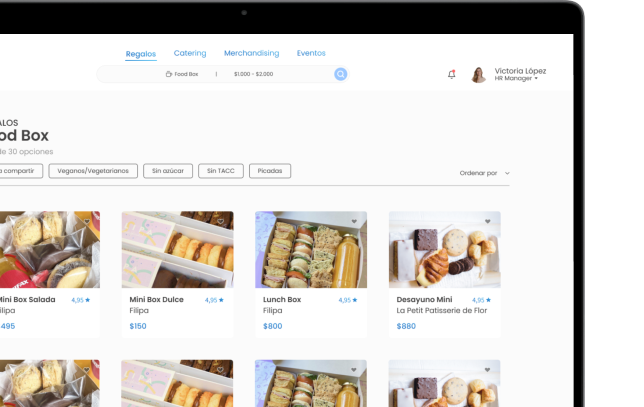 Regalos Catering Merchandising Eventos
Food Box | $1.000 - $2.000
Victoria López
HR Manager
ALOS
od Box
de 30 opciones
a compartir Veganos/Vegetarianos Sin azúcar Sin TACC Picadas
Ordenar por
Mini Box Salada 4,95 ★ Mini Box Dulce 4,95 ★ Lunch Box 4,95 ★ Desayuno Mini 4,95 ★
ilipa Filipa Filipa La Petit Patisserie de Flor
495 $150 $800 $880